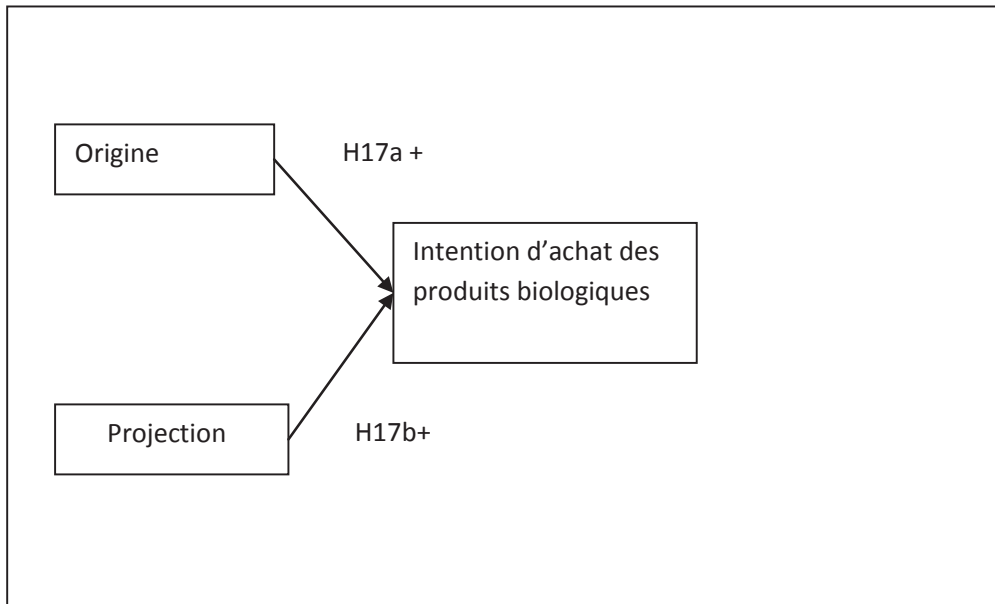 Origine
H17a +
Intention d’achat des
produits biologiques
Projection
H17b+